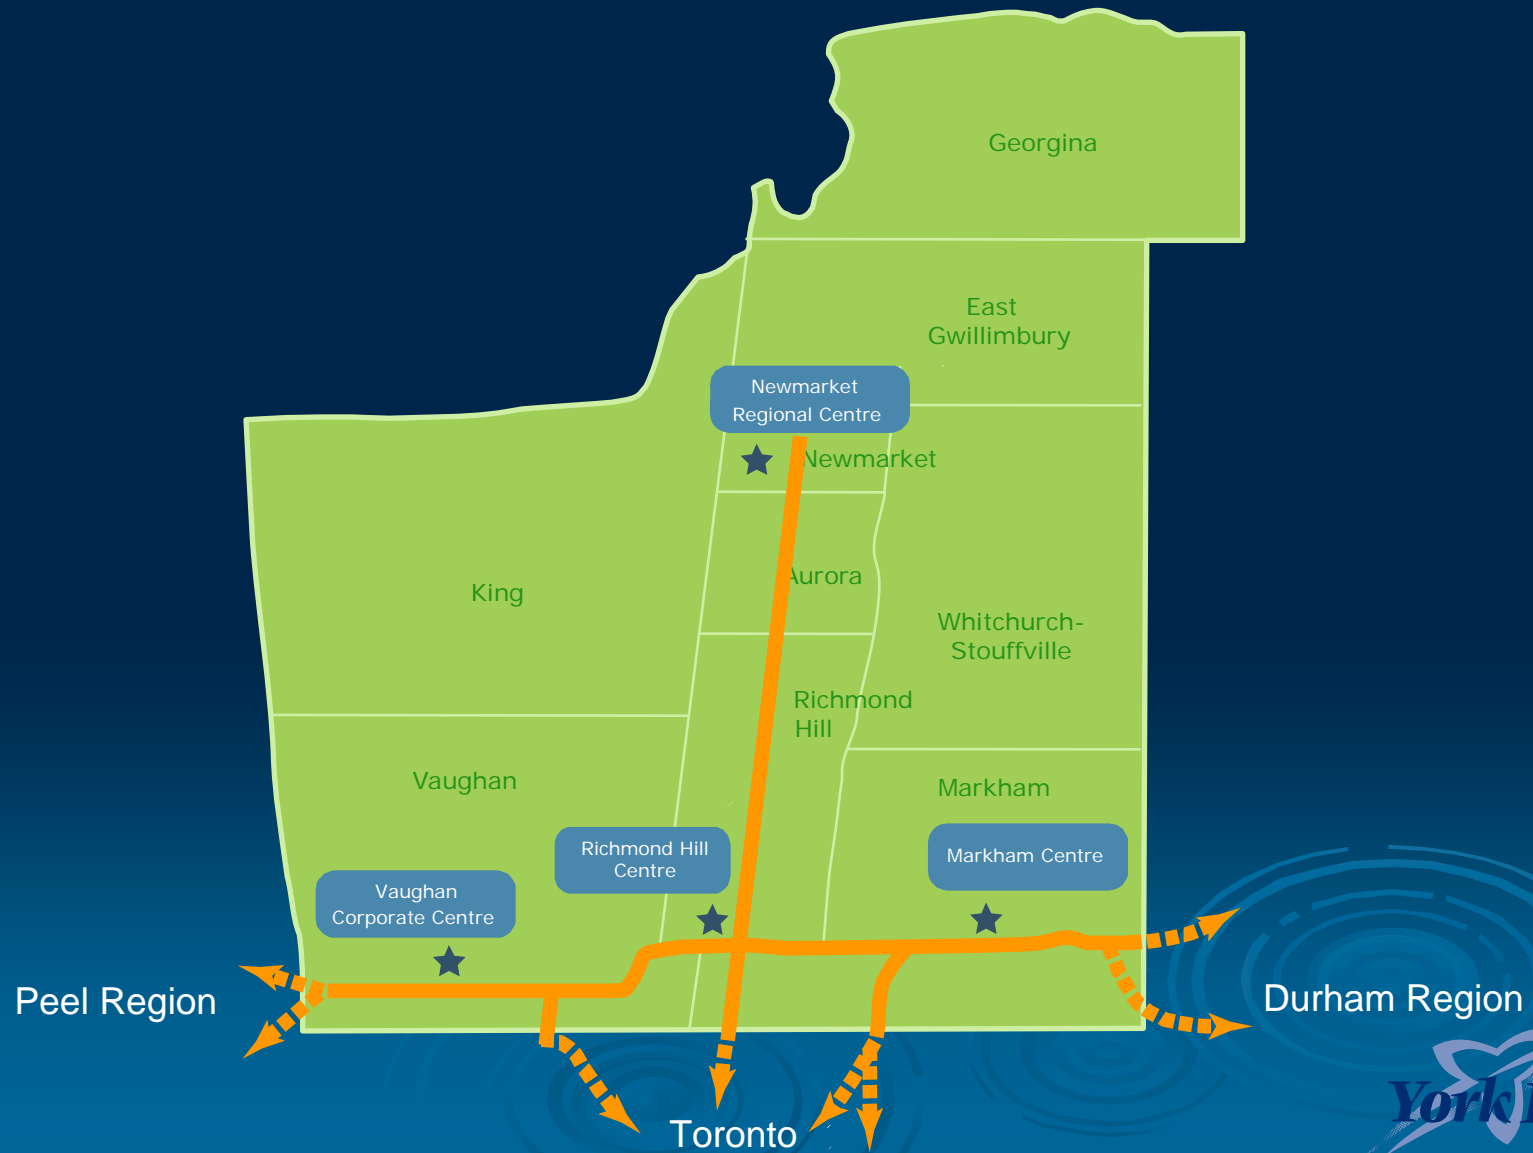 Georgina
East
Gwillimbury
Newmarket
Regional Centre
Newmarket
Aurora
King
Whitchurch-
Stouffville
Richmond
Hill
Vaughan
Markham
Richmond Hill
Centre
Markham Centre
Vaughan
Corporate Centre
Peel Region
Durham Region
Toronto
York